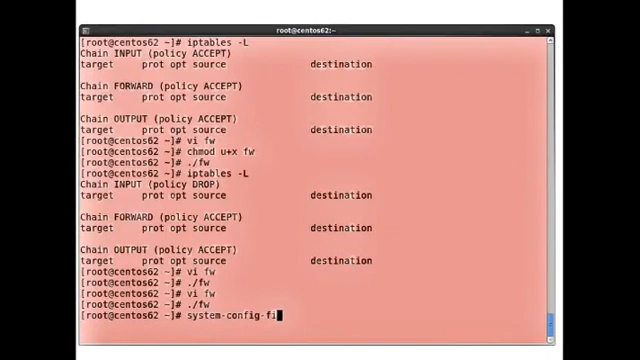 root@centos62:~
[root@centos62 ~]# iptables -L
Chain INPUT (policy ACCEPT)
target prot opt source destination
Chain FORWARD (policy ACCEPT)
target prot opt source destination
Chain OUTPUT (policy ACCEPT)
target prot opt source destination
[root@centos62 ~]# vi fw
[root@centos62 ~]# chmod u+x fw
[root@centos62 ~]# ./fw
[root@centos62 ~]# iptables -L
Chain INPUT (policy DROP)
target prot opt source destination
Chain FORWARD (policy ACCEPT)
target prot opt source destination
Chain OUTPUT (policy ACCEPT)
target prot opt source destination
[root@centos62 ~]# vi fw
[root@centos62 ~]# ./fw
[root@centos62 ~]# vi fw
[root@centos62 ~]# ./fw
[root@centos62 ~]# system-config-fi